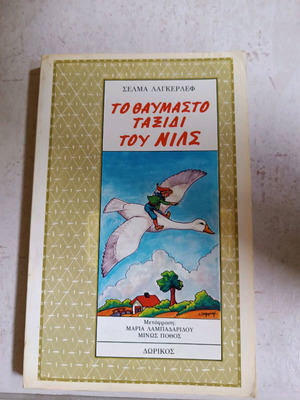 ΣΕΛΜΑ ΛΑΓΚΕΡΛΕΦ
ΤΟ ΘΑΥΜΑΣΤΟ
ΤΑΞΙΔΙ
ΤΟΥ ΝΙΛΣ
Μετάφραση:
ΜΑΡΙΑ ΛΑΜΠΑΔΑΡΙΔΟΥ
ΜΙΝΩΣ ΠΟΘΟΣ
ΔΩΡΙΚΟΣ